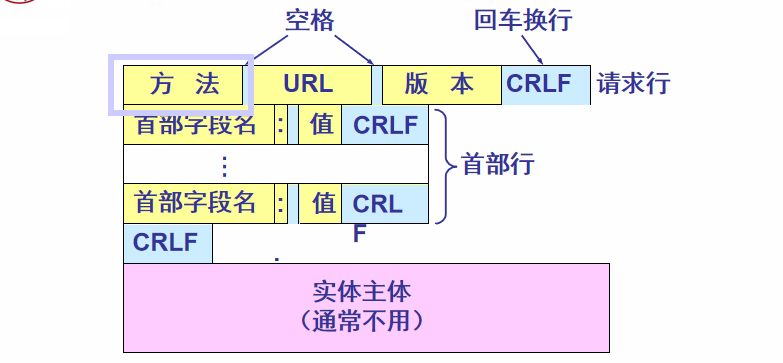 空格 回车换行
方 法 URL 版 本 CRLF 请求行
首部字段名 : 值 CRLF
⋮ 首部行
首部字段名 : 值 CRL
F
CRLF
实体主体
（通常不用）